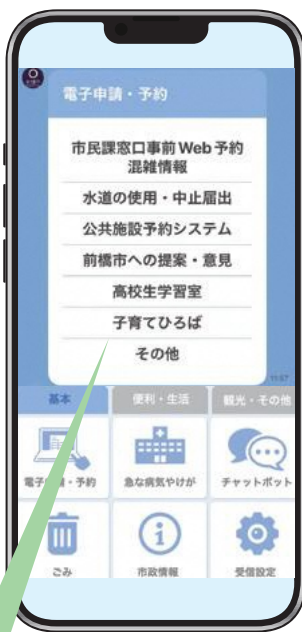 電子申請・予約
市民課窓口事前Web予約
混雑情報
水道の使用・中止届出
公共施設予約システム
前橋市への提案・意見
高校生学習室
子育てひろば
その他
11:57
基本
便利・生活
観光・その他
電子申請・予約
急な病気やけが
チャットボット
ごみ
市政情報
受信設定